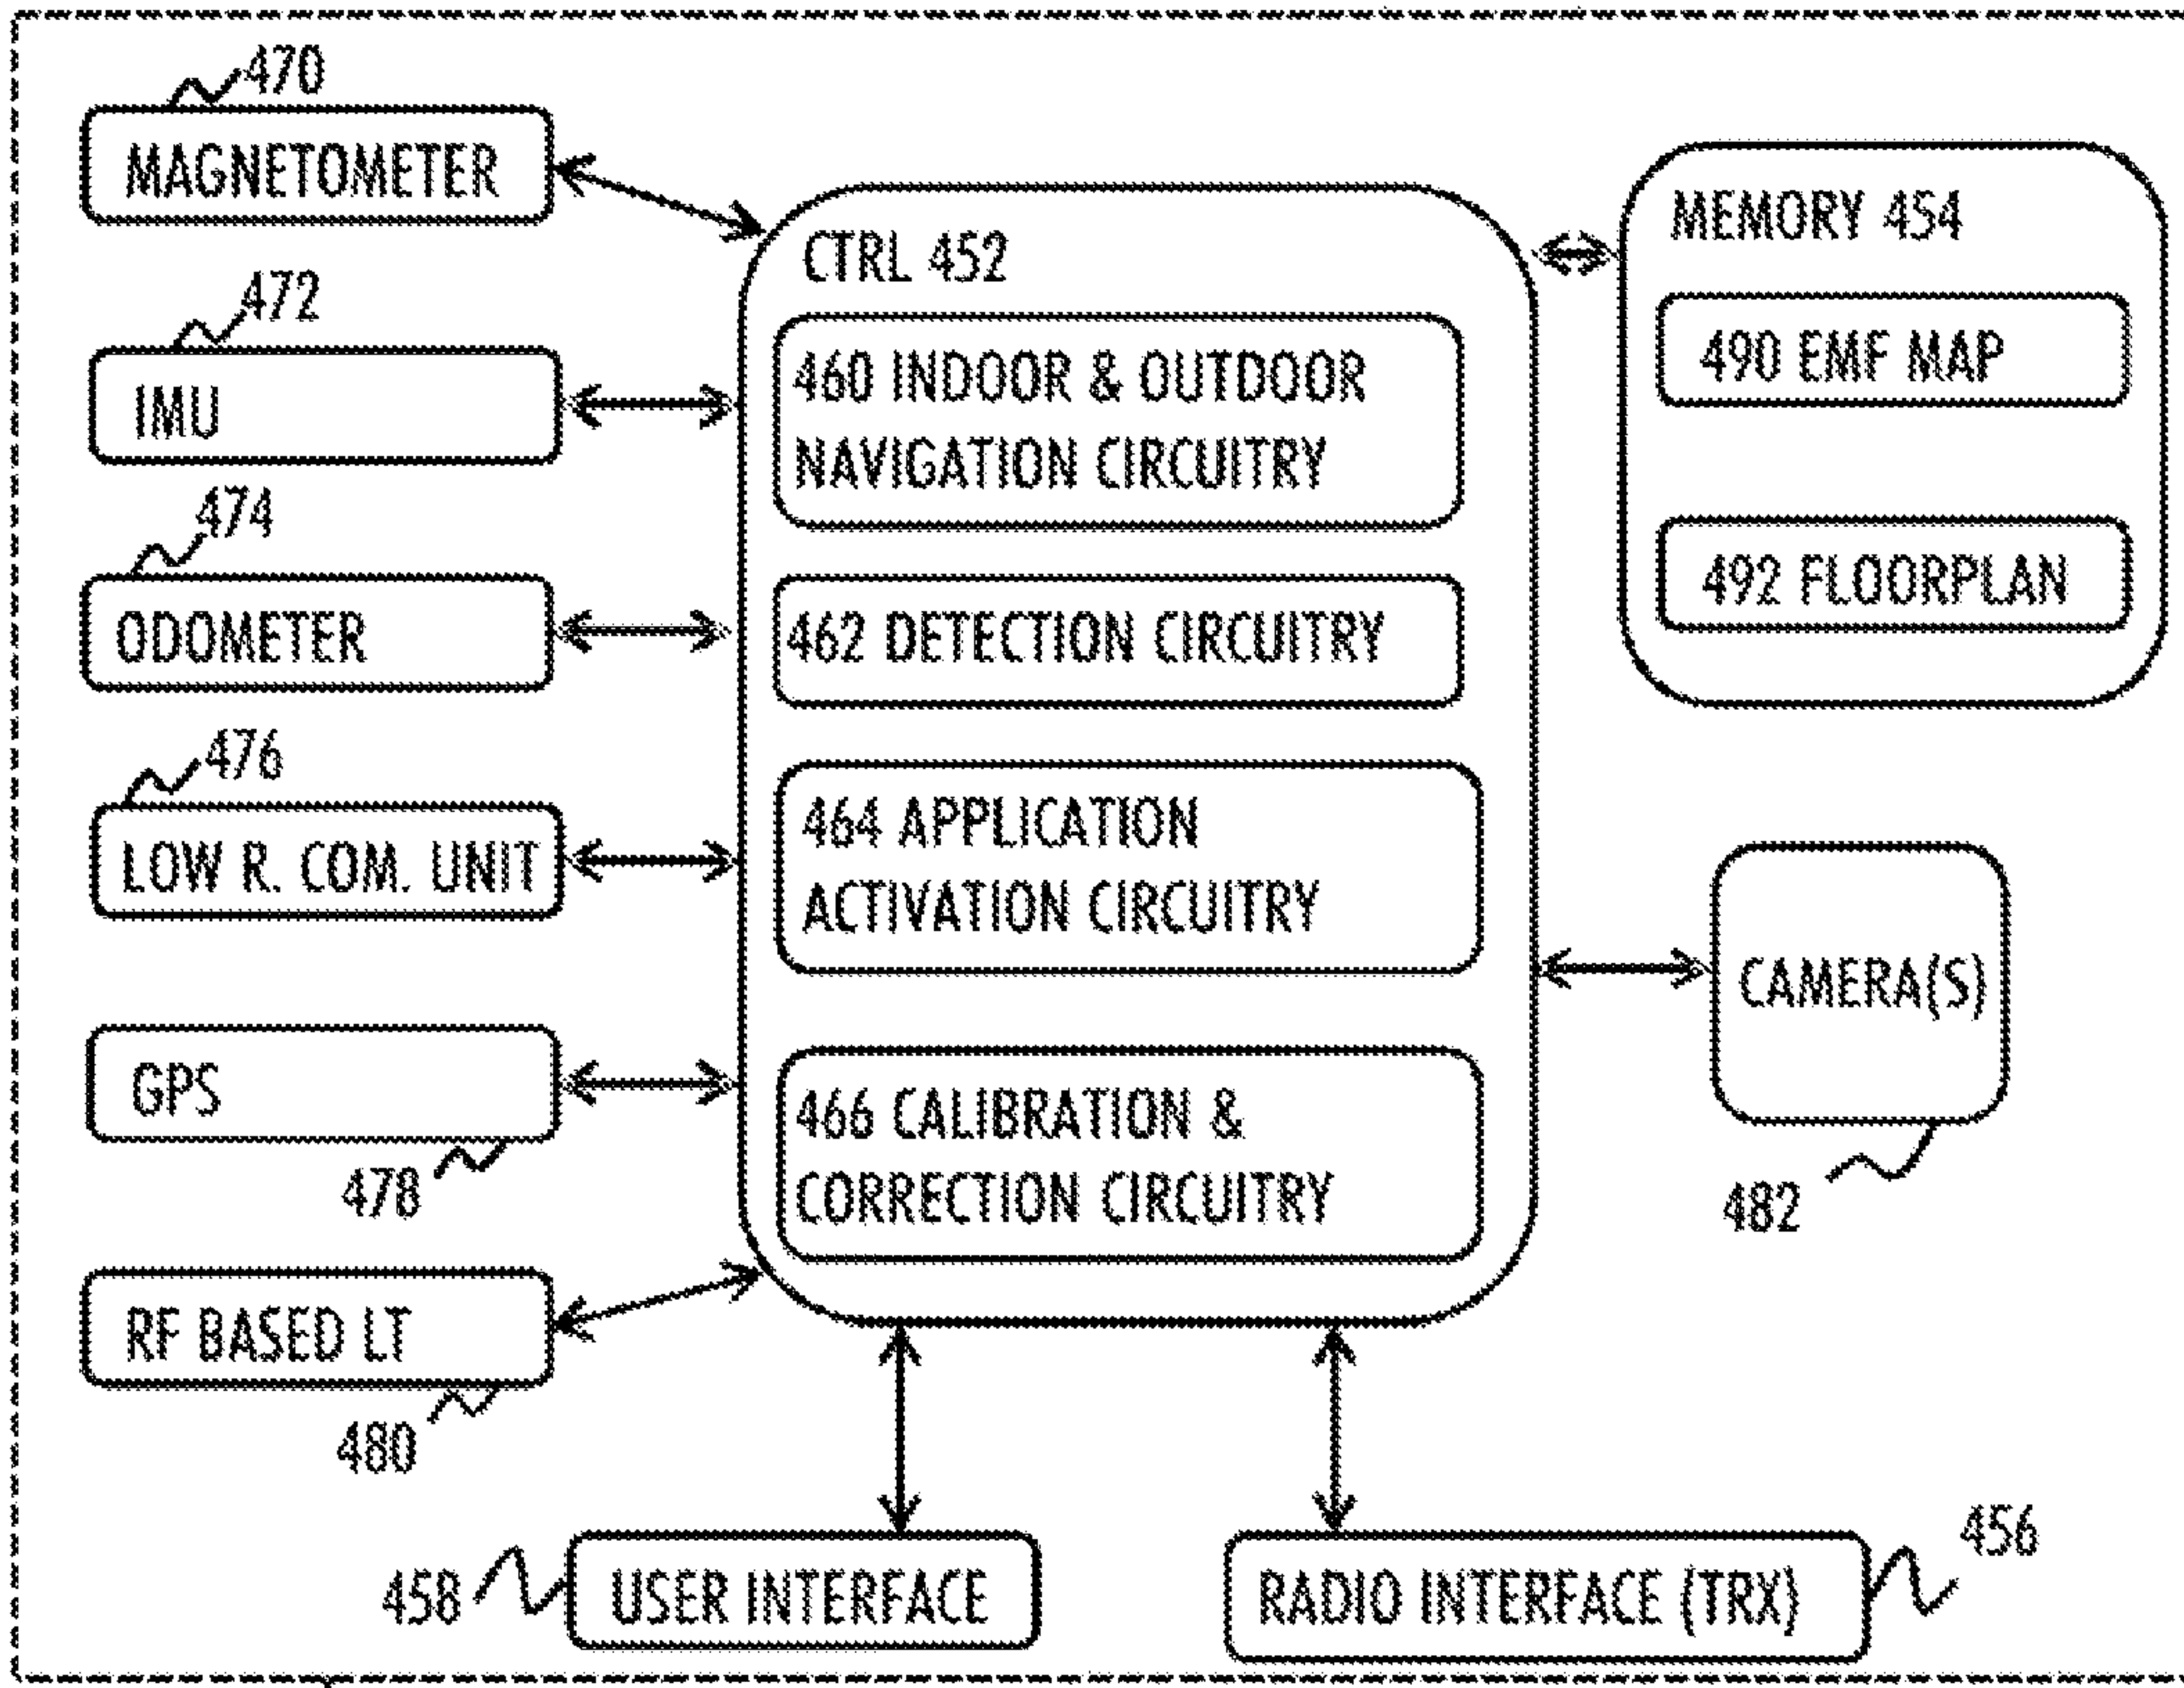 470
MAGNETOMETER
472
IMU
474
ODOMETER
476
LOW R. COM. UNIT
GPS
478
RF BASED LT
480
CTRL 452
460 INDOOR & OUTDOOR
NAVIGATION CIRCUITRY
462 DETECTION CIRCUITRY
464 APPLICATION
ACTIVATION CIRCUITRY
466 CALIBRATION &
CORRECTION CIRCUITRY
MEMORY 454
490 EMF MAP
492 FLOORPLAN
CAMERA(S)
482
458
USER INTERFACE
RADIO INTERFACE (TRX)
456